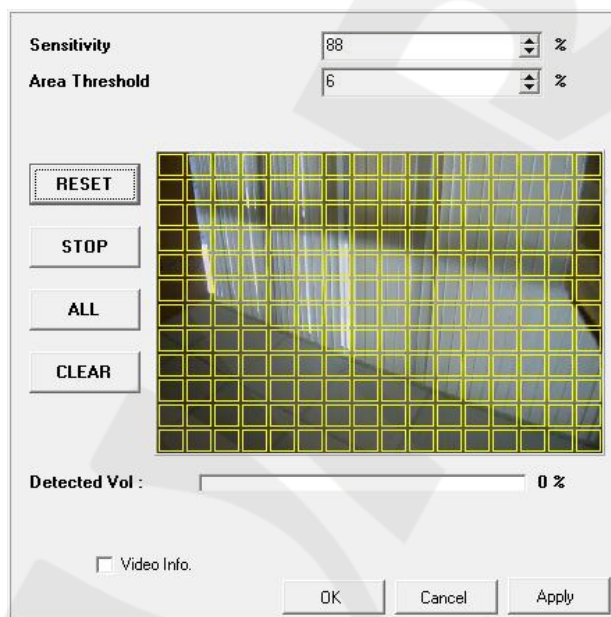 Sensitivity 88 %
Area Threshold 6 %
RESET
STOP
ALL
CLEAR
Detected Vol : 0 %
Video Info.
OK Cancel Apply